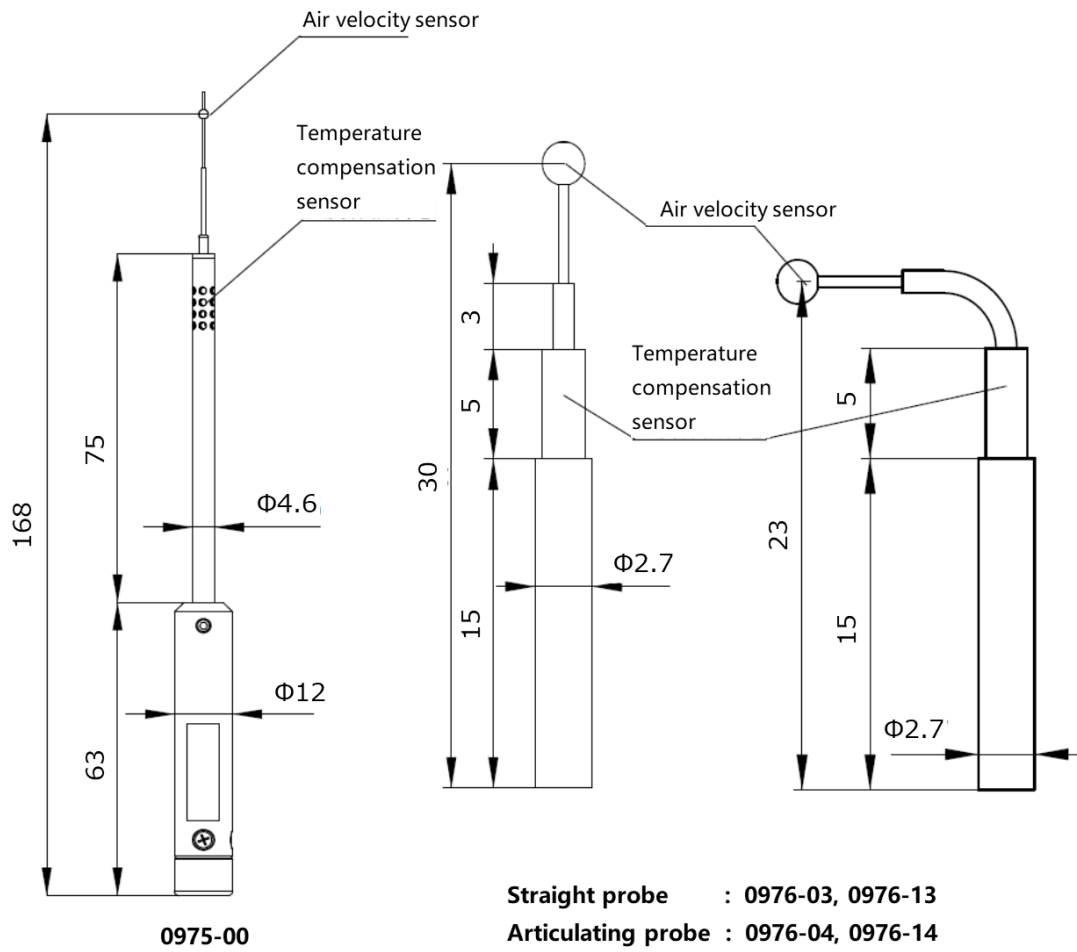 Air velocity sensor
Temperature
compensation
sensor
168
75
Φ4.6
Φ12
63
0975-00
Air velocity sensor
3
5
30
15
Φ2.7
Temperature
compensation
sensor
5
23
15
Φ2.7
Straight probe : 0976-03, 0976-13
Articulating probe : 0976-04, 0976-14